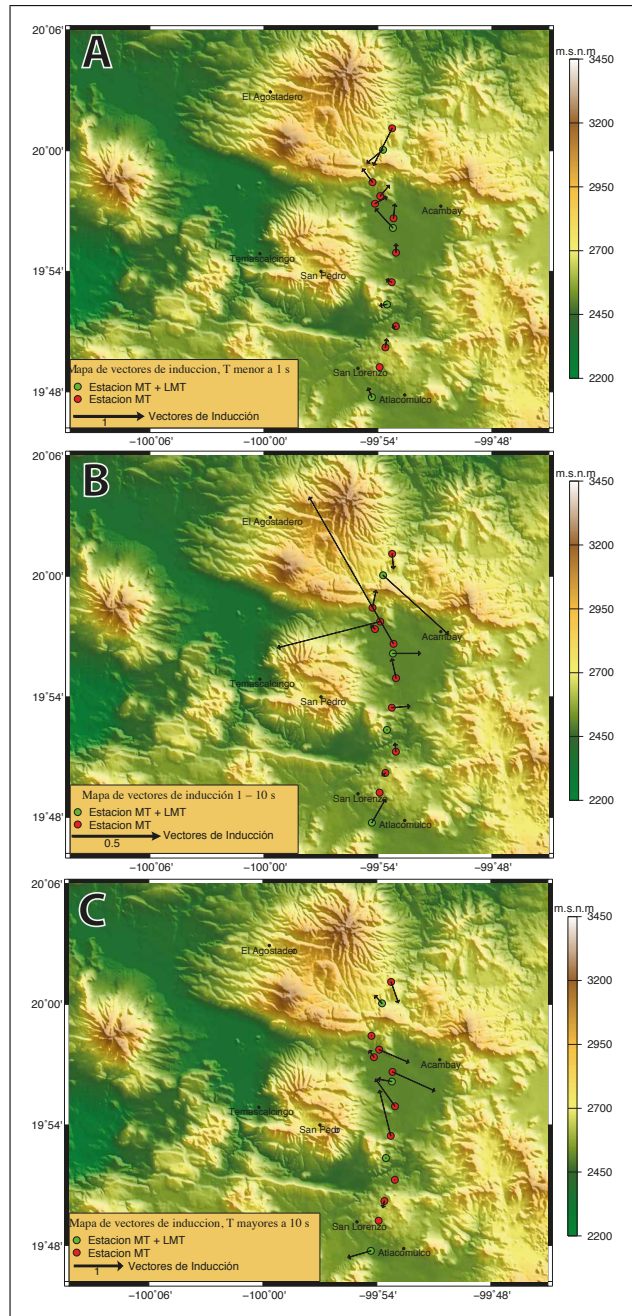 A
m.s.n.m
20˚06'
20˚00'
19˚54'
19˚48'
El Agostadero
Acambay
Temascalcingo
San Pedro
San Lorenzo
Atlacomulco
Mapa de vectores de induccion, T menor a 1 s
Estacion MT + LMT
Estacion MT
1
Vectores de Inducción
−100˚06'
−100˚00'
−99˚54'
−99˚48'
3450
3200
2950
2700
2450
2200
B
m.s.n.m
20˚06'
20˚00'
19˚54'
19˚48'
El Agostadero
Acambay
Temascalcingo
San Pedro
San Lorenzo
Atlacomulco
Mapa de vectores de inducción 1 – 10 s
Estacion MT + LMT
Estacion MT
0.5
Vectores de Inducción
−100˚06'
−100˚00'
−99˚54'
−99˚48'
3450
3200
2950
2700
2450
2200
C
m.s.n.m
20˚06'
20˚00'
19˚54'
19˚48'
El Agostadero
Acambay
Temascalcingo
San Pedro
San Lorenzo
Atlacomulco
Mapa de vectores de induccion, T mayores a 10 s
Estacion MT + LMT
Estacion MT
1
Vectores de Inducción
−100˚06'
−100˚00'
−99˚54'
−99˚48'
3450
3200
2950
2700
2450
2200